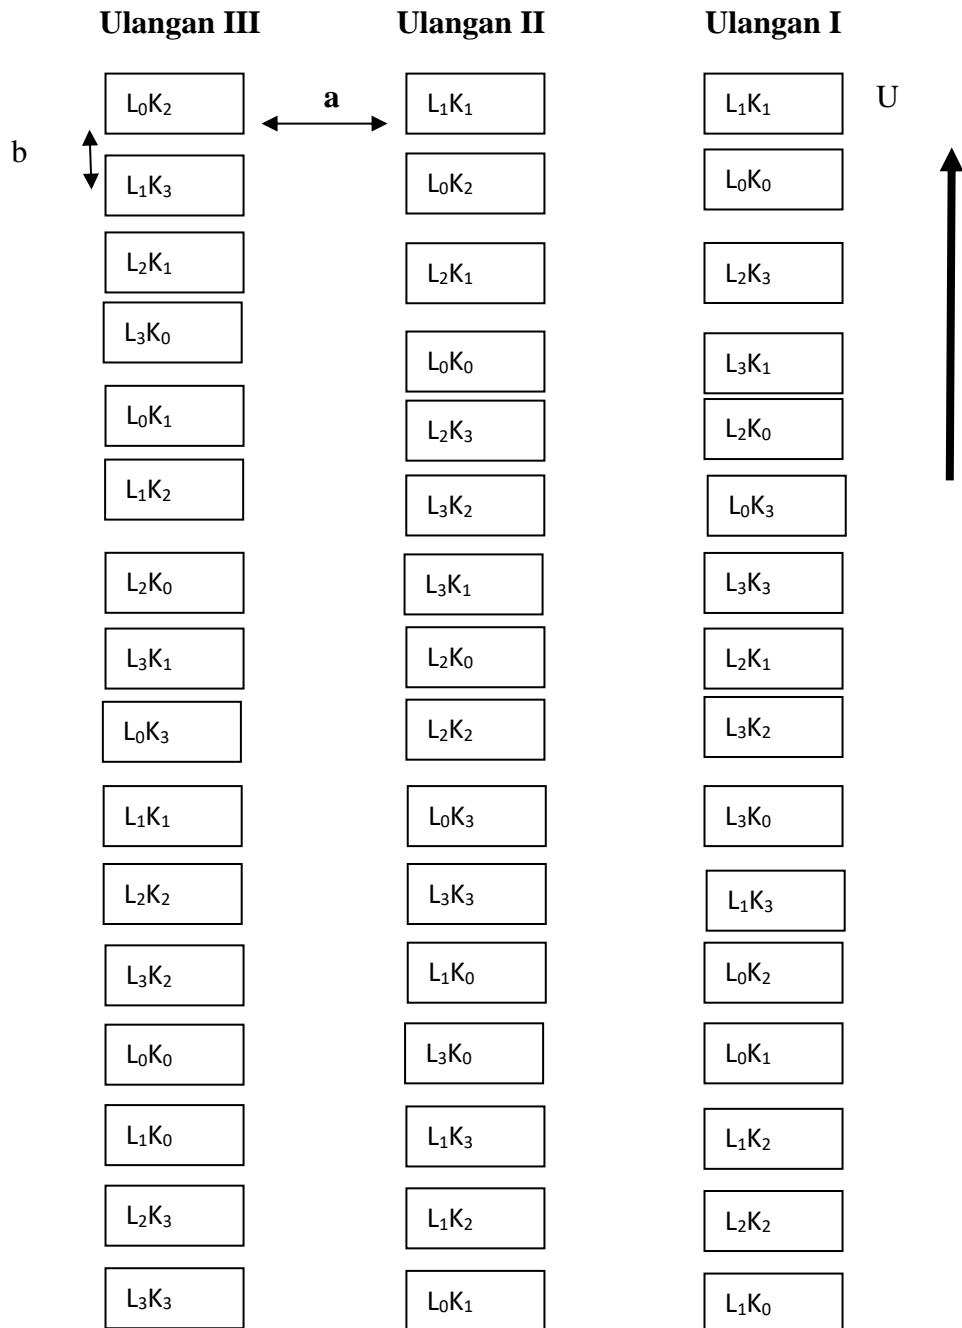 Ulangan III Ulangan II Ulangan I
L₀K₂ a L₁K₁ L₁K₁ U
b
L₁K₃ L₀K₂ L₀K₀
L₂K₁ L₂K₁ L₂K₃
L₃K₀ L₀K₀ L₃K₁
L₀K₁ L₂K₃ L₂K₀
L₁K₂ L₃K₂ L₀K₃
L₂K₀ L₃K₁ L₃K₃
L₃K₁ L₂K₀ L₂K₁
L₀K₃ L₂K₂ L₃K₂
L₁K₁ L₀K₃ L₃K₀
L₂K₂ L₃K₃ L₁K₃
L₃K₂ L₁K₀ L₀K₂
L₀K₀ L₃K₀ L₀K₁
L₁K₀ L₁K₃ L₁K₂
L₂K₃ L₁K₂ L₂K₂
L₃K₃ L₀K₁ L₁K₀